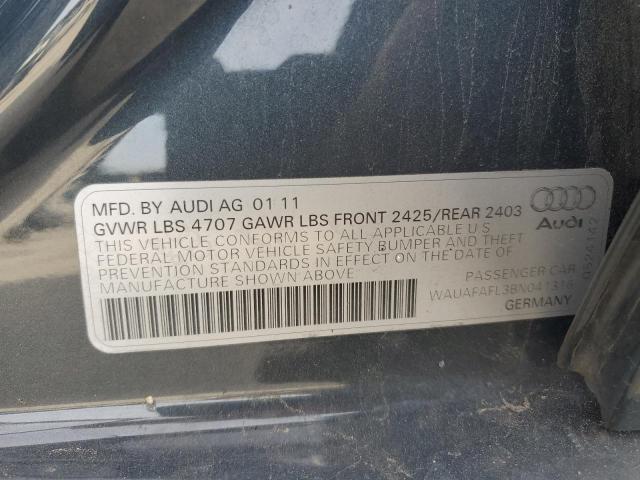 MFD. BY AUDI AG 01 11
GVWR LBS 4707 GAWR LBS FRONT 2425/REAR 2403
THIS VEHICLE CONFORMS TO ALL APPLICABLE U S
FEDERAL MOTOR VEHICLE SAFETY BUMPER AND THEFT
PREVENTION STANDARDS IN EFFECT ON THE DATE OF
MANUFACTURE SHOWN ABOVE
PASSENGER CAR
WAUAFAFL3BN041316
GERMANY
Audi
0524142